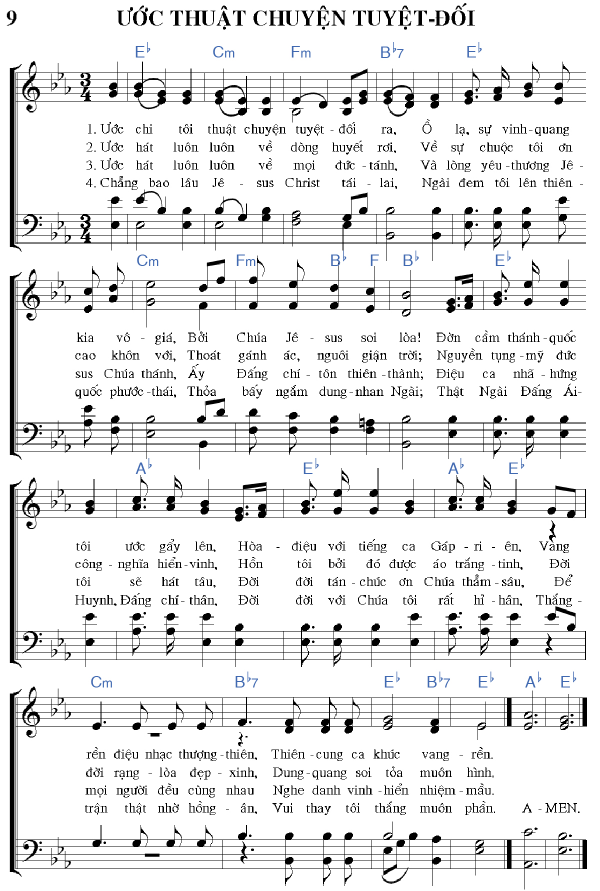 9 ƯỚC THUẬT CHUYỆN TUYỆT-ĐỐI
E♭ Cm Fm B♭7 E♭
3/4
1. Ước chi tôi thuật chuyện tuyệt-đối ra, Ồ lạ, sự vinh-quang
2. Ước hát luôn luôn về dòng huyết rơi, Về sự chuộc tôi ơn
3. Ước hát luôn luôn về mọi đức-tánh, Và lòng yêu-thương Jê-
4. Chẳng bao lâu Jê-sus Christ tái-lai, Ngài đem tôi lên thiên-
3/4
Cm Fm B♭ F B♭ E♭
kia vô-giá, Bởi Chúa Jê-sus soi lòa! Đờn cầm thánh-quốc
cao khôn với, Thoát gánh ác, nguôi giận trời; Nguyền tụng-mỹ đức
sus Chúa thánh, Ấy Đấng chí-tôn thiên-thành; Điệu ca nhã-hứng
quốc phước-thái, Thỏa bấy ngắm dung-nhan Ngài; Thật Ngài Đấng Ái-
A♭ E♭ A♭ E♭
tôi ước gẩy lên, Hòa-điệu với tiếng ca Gáp-ri-ên, Vàng
công-nghĩa hiển-vinh, Hồn tôi bởi đó được áo trắng-tinh, Đời
tôi sẽ hát tâu, Đời đời tán-chúc ơn Chúa thẳm-sâu, Để
Huynh, Đấng chí-thân, Đời đời với Chúa tôi rất hỉ-hân, Thắng-
Cm B♭7 E♭ B♭7 E♭ A♭ E♭
rền điệu nhạc thượng-thiên, Thiên-cung ca khúc vang-rền.
đời rạng-lòa đẹp-xinh, Dung-quang soi tỏa muôn hình,
mọi người đều cùng nhau Nghe danh vinh-hiển nhiệm-mầu.
trận thật nhờ hồng-ân, Vui thay tôi thắng muôn phần. A-MEN.